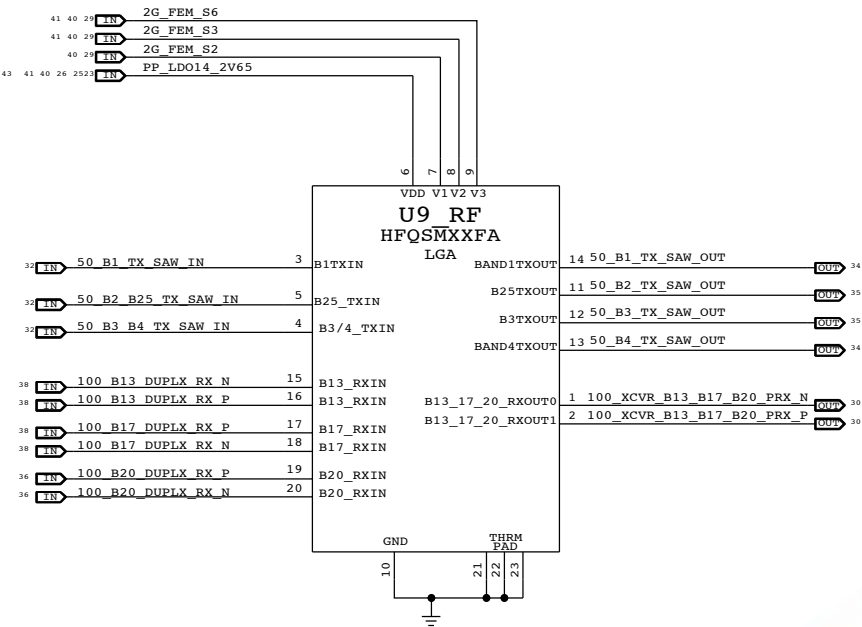 41 40 29 IN 2G_FEM_S6
41 40 29 IN 2G_FEM_S3
40 29 IN 2G_FEM_S2
43 41 40 26 25 23 IN PP_LDO14_2V65
6 7 8 9
VDD V1 V2 V3
U9_RF
HFQSMXXFA
LGA
32 IN 50_B1_TX_SAW_IN 3 B1TXIN
BAND1TXOUT 14 50_B1_TX_SAW_OUT OUT 34
32 IN 50_B2_B25_TX_SAW_IN 5 B25_TXIN
B25TXOUT 11 50_B2_TX_SAW_OUT OUT 35
32 IN 50_B3_B4_TX_SAW_IN 4 B3/4_TXIN
B3TXOUT 12 50_B3_TX_SAW_OUT OUT 35
BAND4TXOUT 13 50_B4_TX_SAW_OUT OUT 34
38 IN 100_B13_DUPLX_RX_N 15 B13_RXIN
38 IN 100_B13_DUPLX_RX_P 16 B13_RXIN
B13_17_20_RXOUT0 1 100_XCVR_B13_B17_B20_PRX_N OUT 30
B13_17_20_RXOUT1 2 100_XCVR_B13_B17_B20_PRX_P OUT 30
38 IN 100_B17_DUPLX_RX_P 17 B17_RXIN
38 IN 100_B17_DUPLX_RX_N 18 B17_RXIN
36 IN 100_B20_DUPLX_RX_P 19 B20_RXIN
36 IN 100_B20_DUPLX_RX_N 20 B20_RXIN
GND THRM
PAD
10 21 22 23